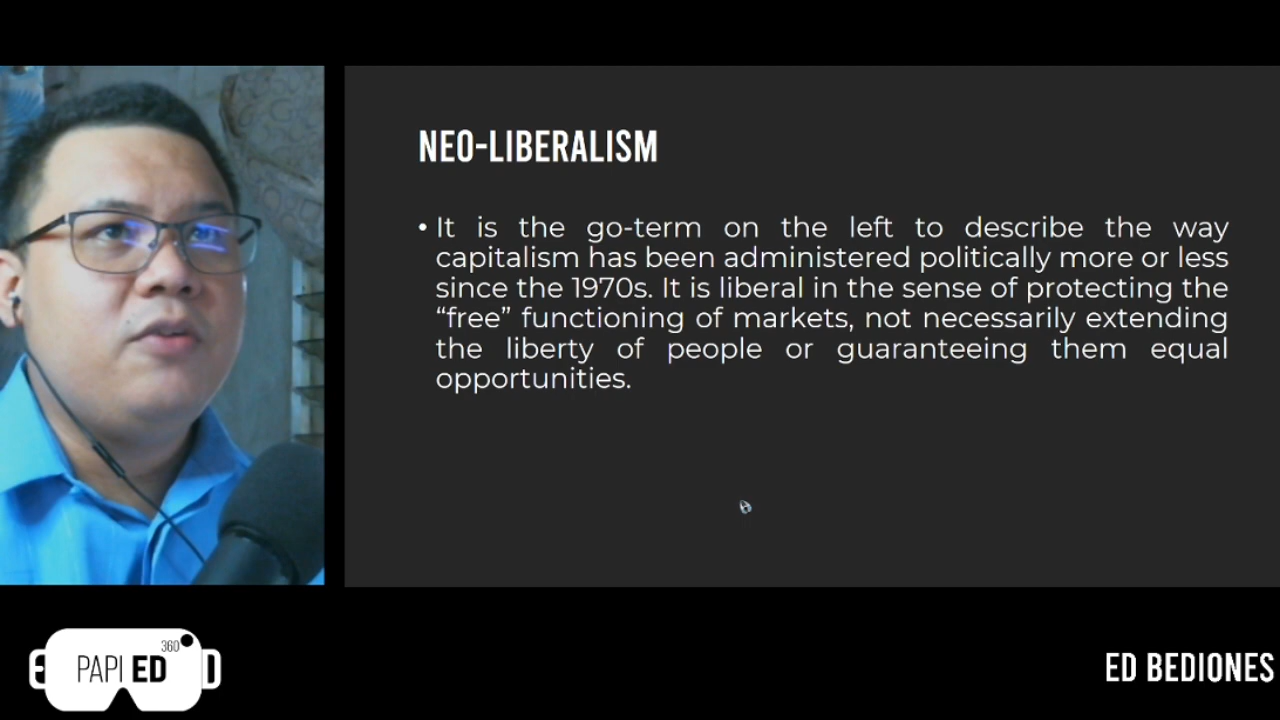 NEO-LIBERALISM
• It is the go-term on the left to describe the way
capitalism has been administered politically more or less
since the 1970s. It is liberal in the sense of protecting the
“free” functioning of markets, not necessarily extending
the liberty of people or guaranteeing them equal
opportunities.
360
PAPI ED
ED BEDIONES